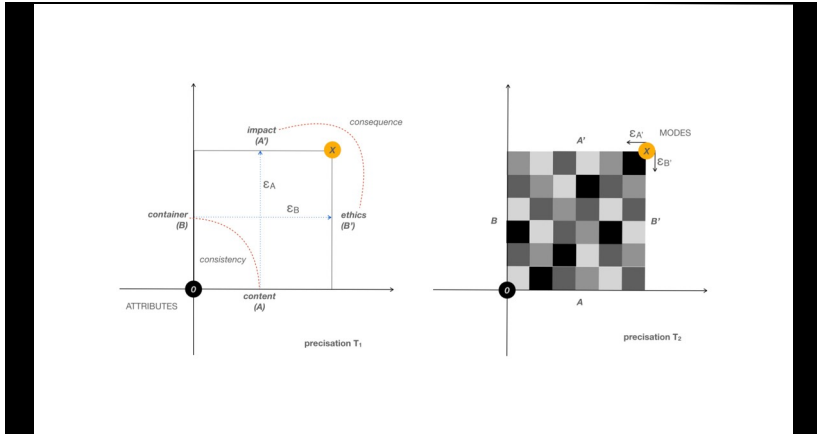 impact
(A')
consequence
X
εA
εB
container
(B)
ethics
(B')
consistency
0
content
(A)
ATTRIBUTES
precisation T1
A'
εA'
MODES
X
εB'
B
B'
0
A
precisation T2